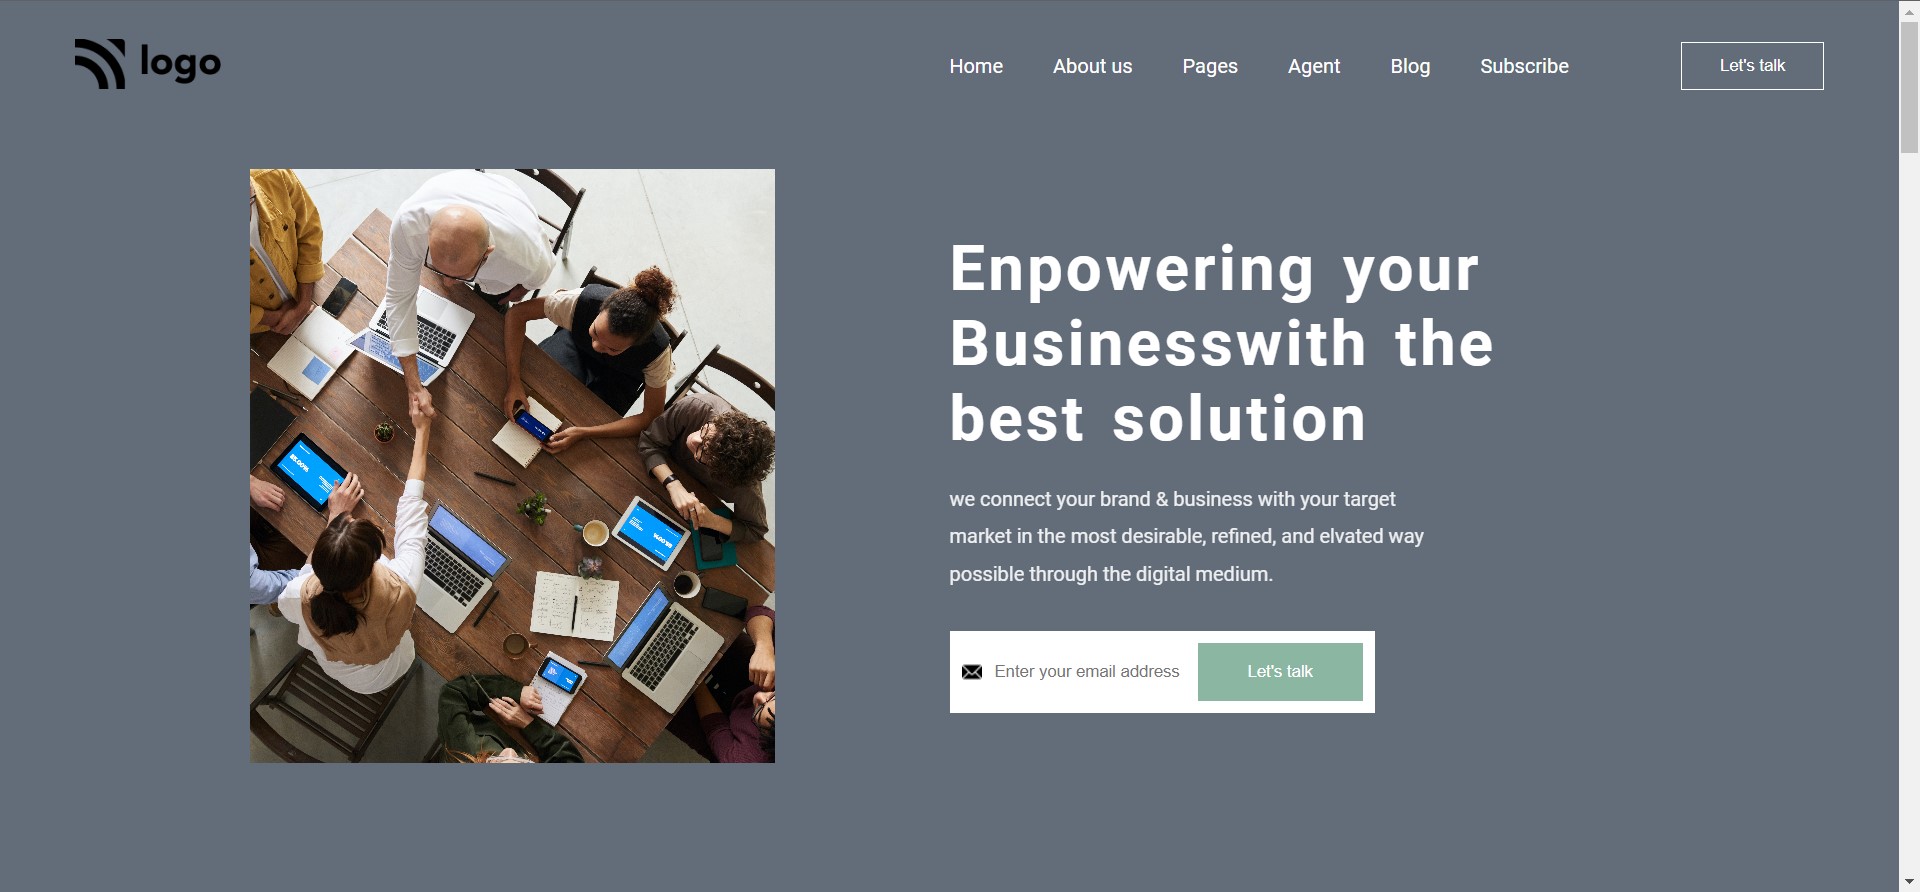 logo
Home About us Pages Agent Blog Subscribe Let's talk
Enpowering your
Businesswith the
best solution
we connect your brand & business with your target
market in the most desirable, refined, and elvated way
possible through the digital medium.
Enter your email address Let's talk